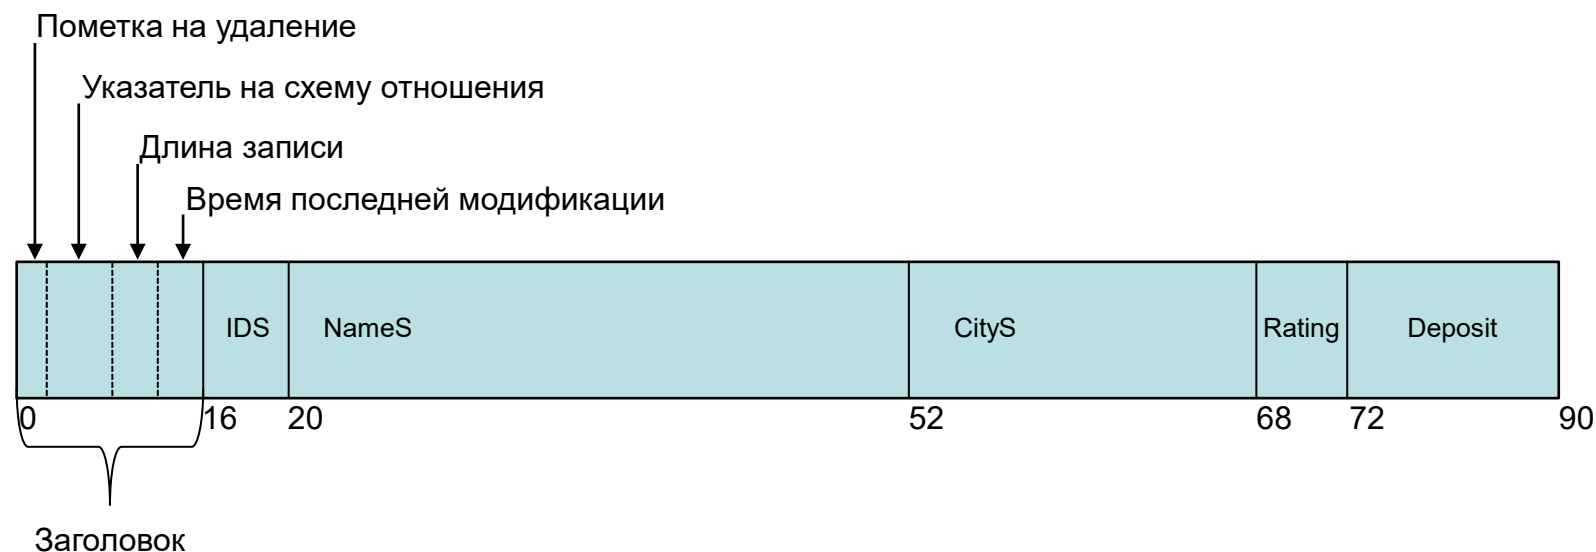 Пометка на удаление
Указатель на схему отношения
Длина записи
Время последней модификации
IDS NameS CityS Rating Deposit
0 16 20 52 68 72 90
Заголовок